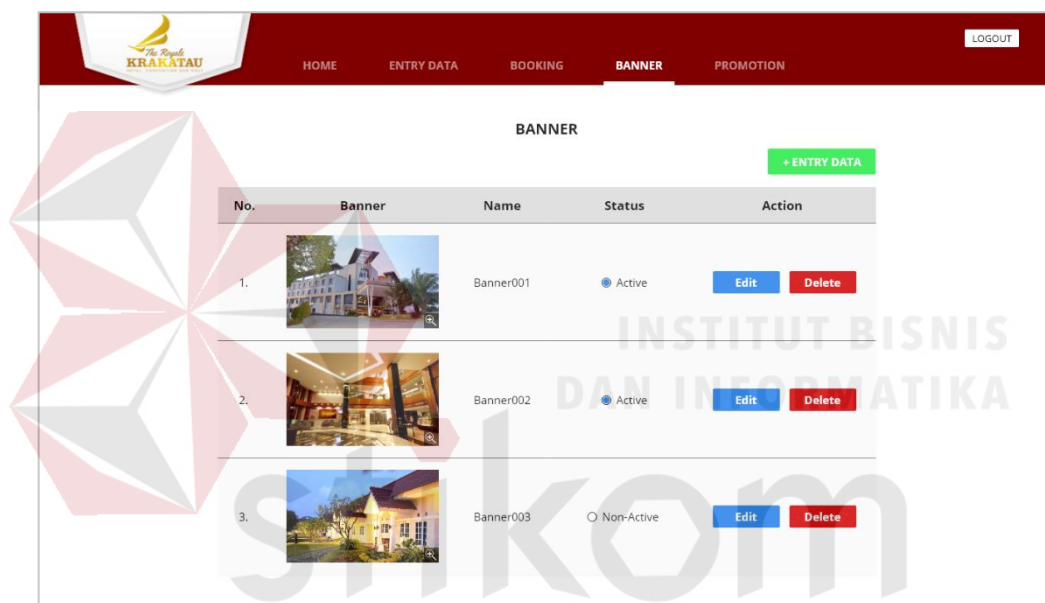 The Royale
KRAKATAU
LOGOUT
HOME ENTRY DATA BOOKING BANNER PROMOTION
BANNER
+ ENTRY DATA
No. Banner Name Status Action
1. Banner001 Active Edit Delete
2. Banner002 Active Edit Delete
3. Banner003 Non-Active Edit Delete
INSTITUT BISNIS
DAN INFORMATIKA
stikom